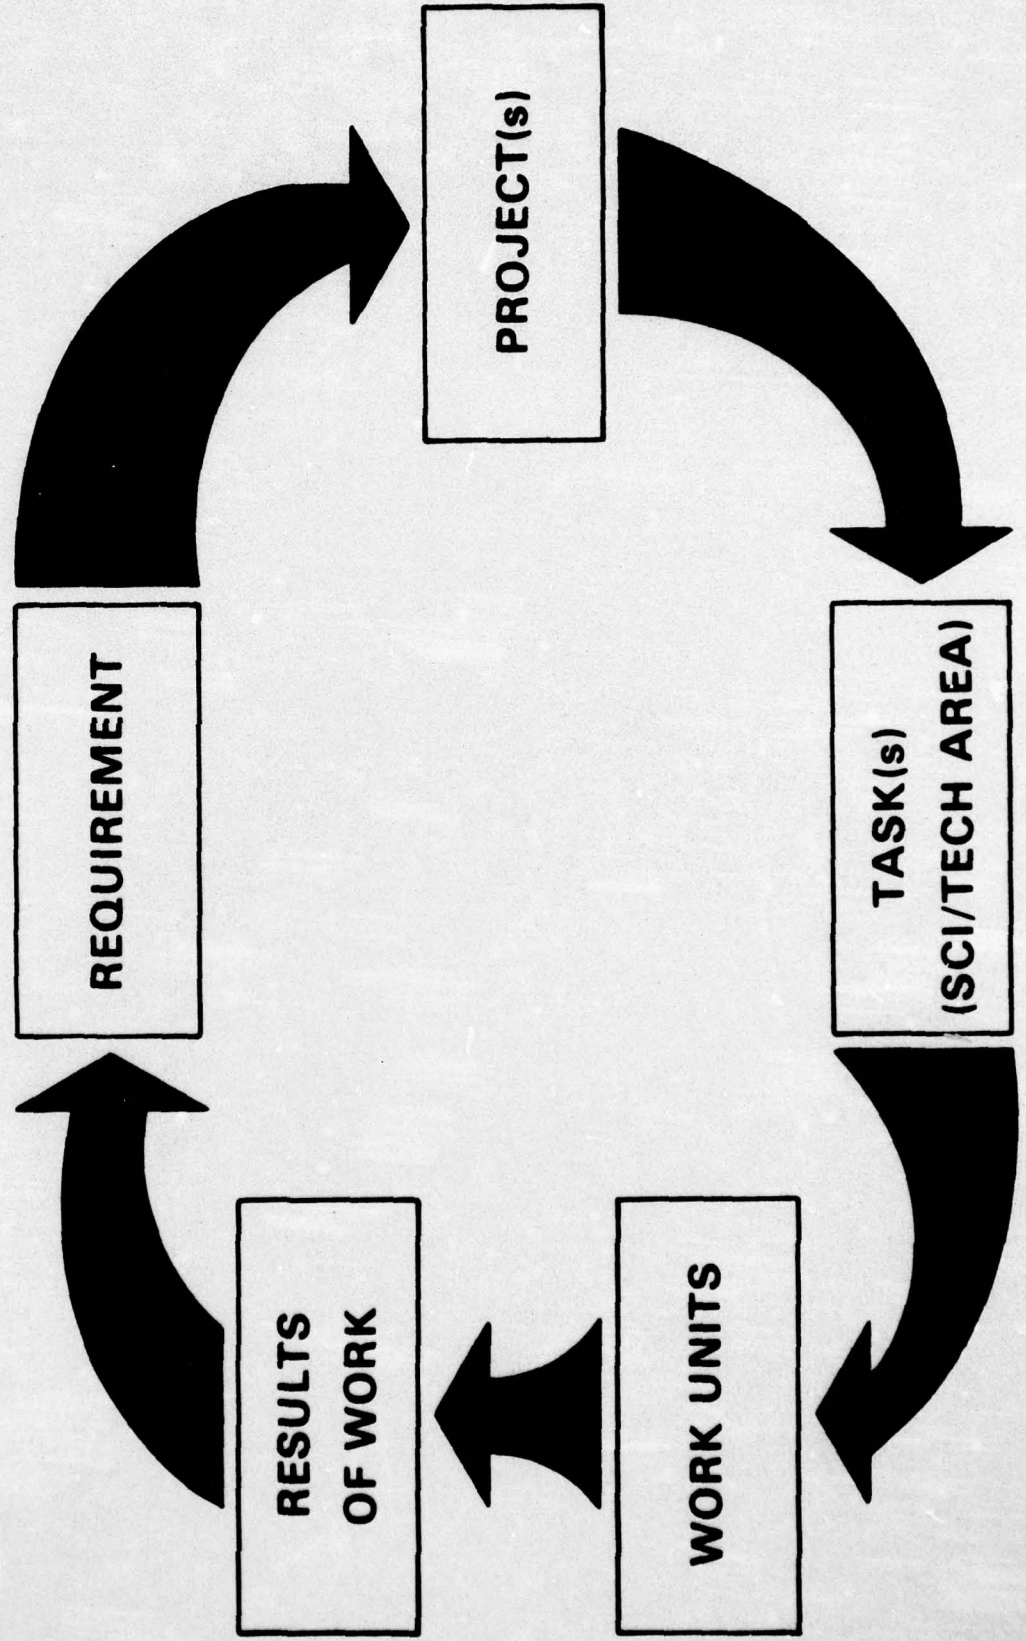 REQUIREMENT
PROJECT(s)
TASK(s)
(SCI/TECH AREA)
WORK UNITS
RESULTS
OF WORK